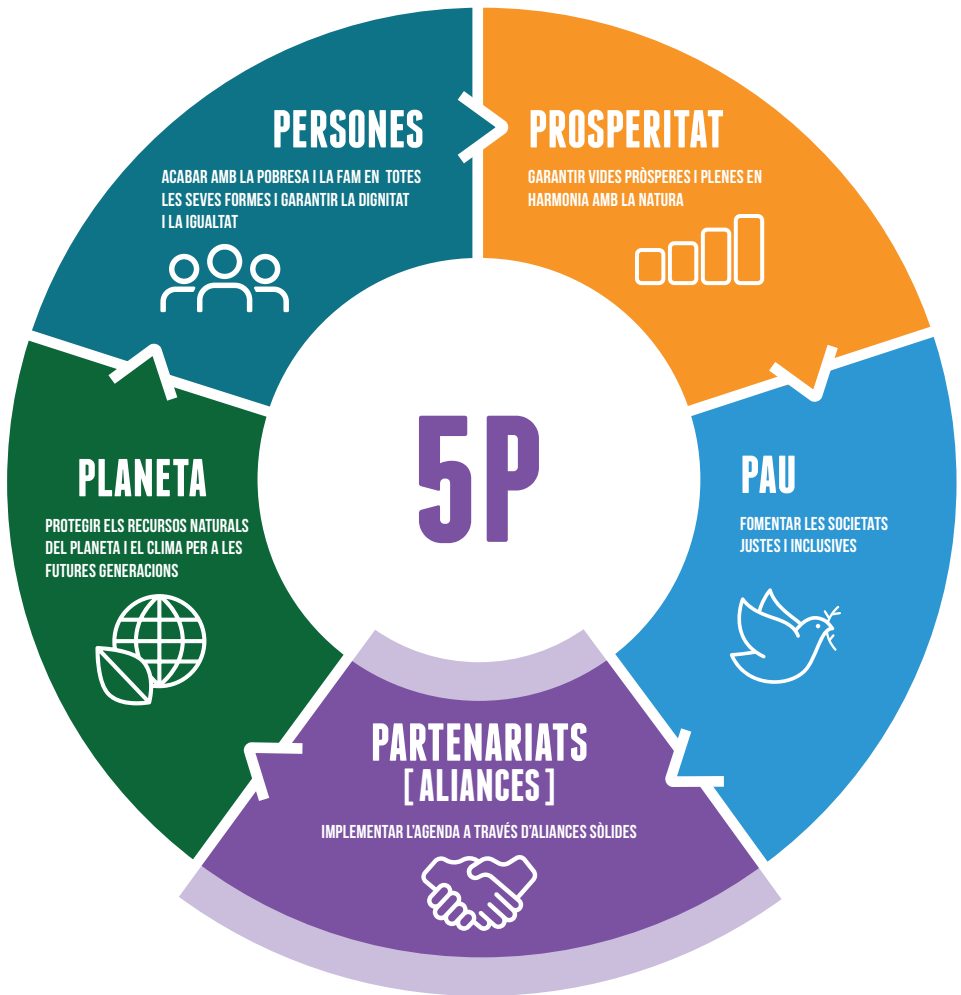 PERSONES
ACABAR AMB LA POBRESA I LA FAM EN TOTES
LES SEVES FORMES I GARANTIR LA DIGNITAT
I LA IGUALTAT
PROSPERITAT
GARANTIR VIDES PRÒSPERES I PLENES EN
HARMONIA AMB LA NATURA
5P
PAU
FOMENTAR LES SOCIETATS
JUSTES I INCLUSIVES
PARTENARIATS
[ALIANCES]
IMPLEMENTAR L'AGENDA A TRAVÉS D'ALIANCES SÒLIDES
PLANETA
PROTEGIR ELS RECURSOS NATURALS
DEL PLANETA I EL CLIMA PER A LES
FUTURES GENERACIONS